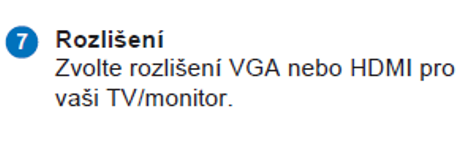 7 Rozlišení
Zvolte rozlišení VGA nebo HDMI pro
vaši TV/monitor.